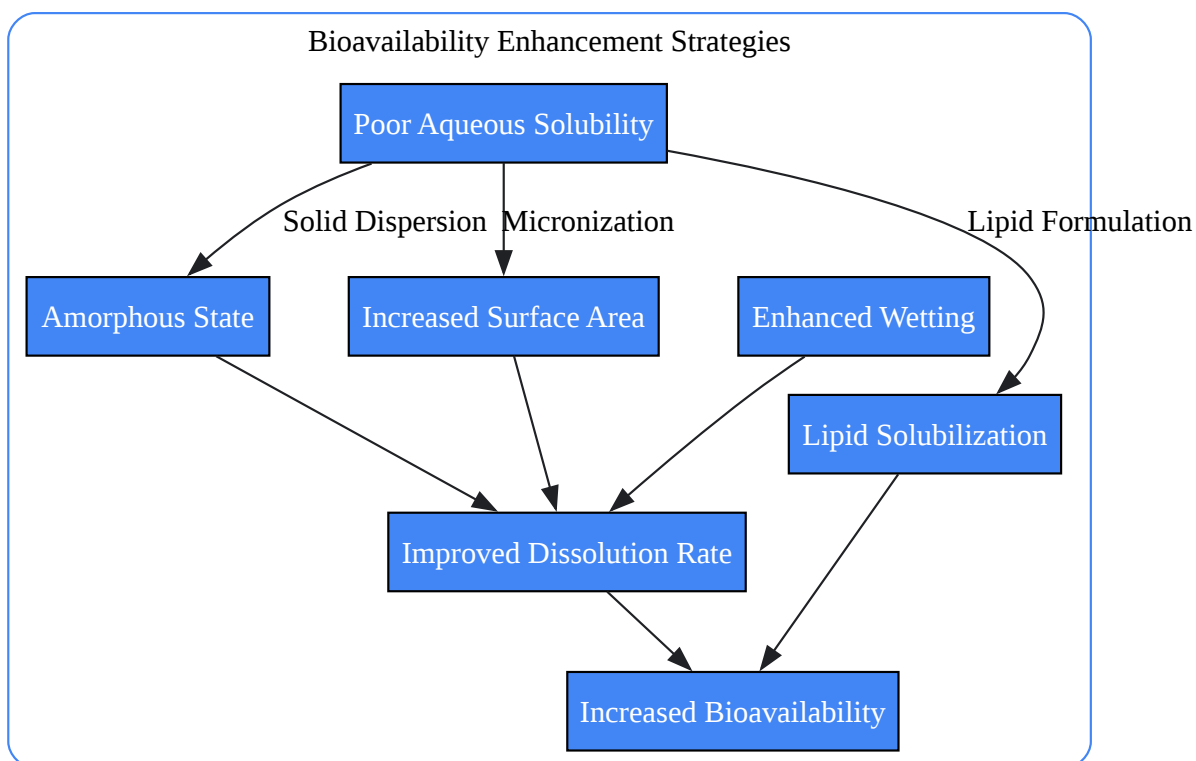 Bioavailability Enhancement Strategies
Poor Aqueous Solubility
Solid Dispersion
Micronization
Lipid Formulation
Amorphous State
Increased Surface Area
Enhanced Wetting
Lipid Solubilization
Improved Dissolution Rate
Increased Bioavailability